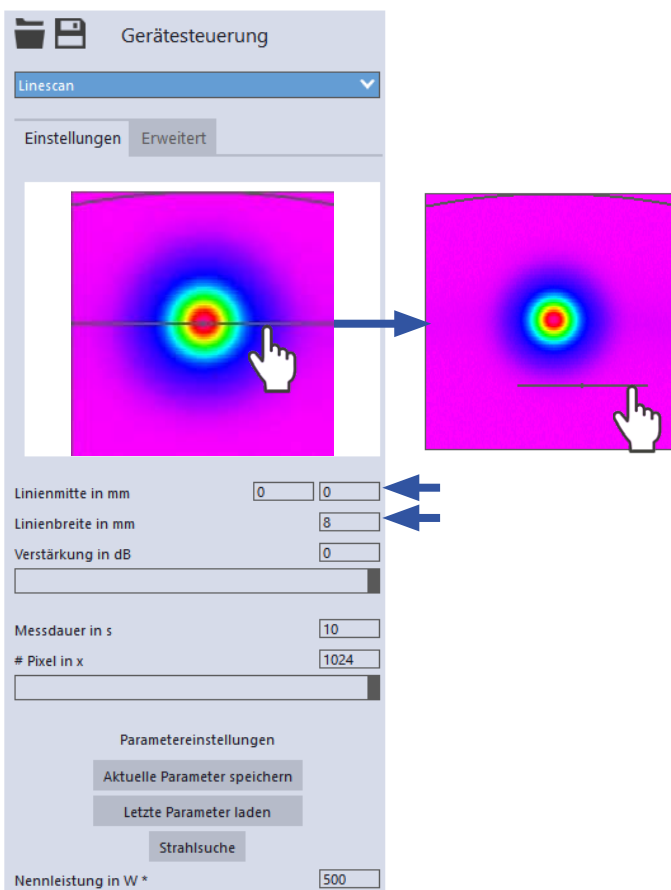 Gerätesteuerung
Linescan
Einstellungen Erweitert
Linienmitte in mm 0 0
Linienbreite in mm 8
Verstärkung in dB 0
Messdauer in s 10
# Pixel in x 1024
Parametereinstellungen
Aktuelle Parameter speichern
Letzte Parameter laden
Strahlsuche
Nennleistung in W * 500